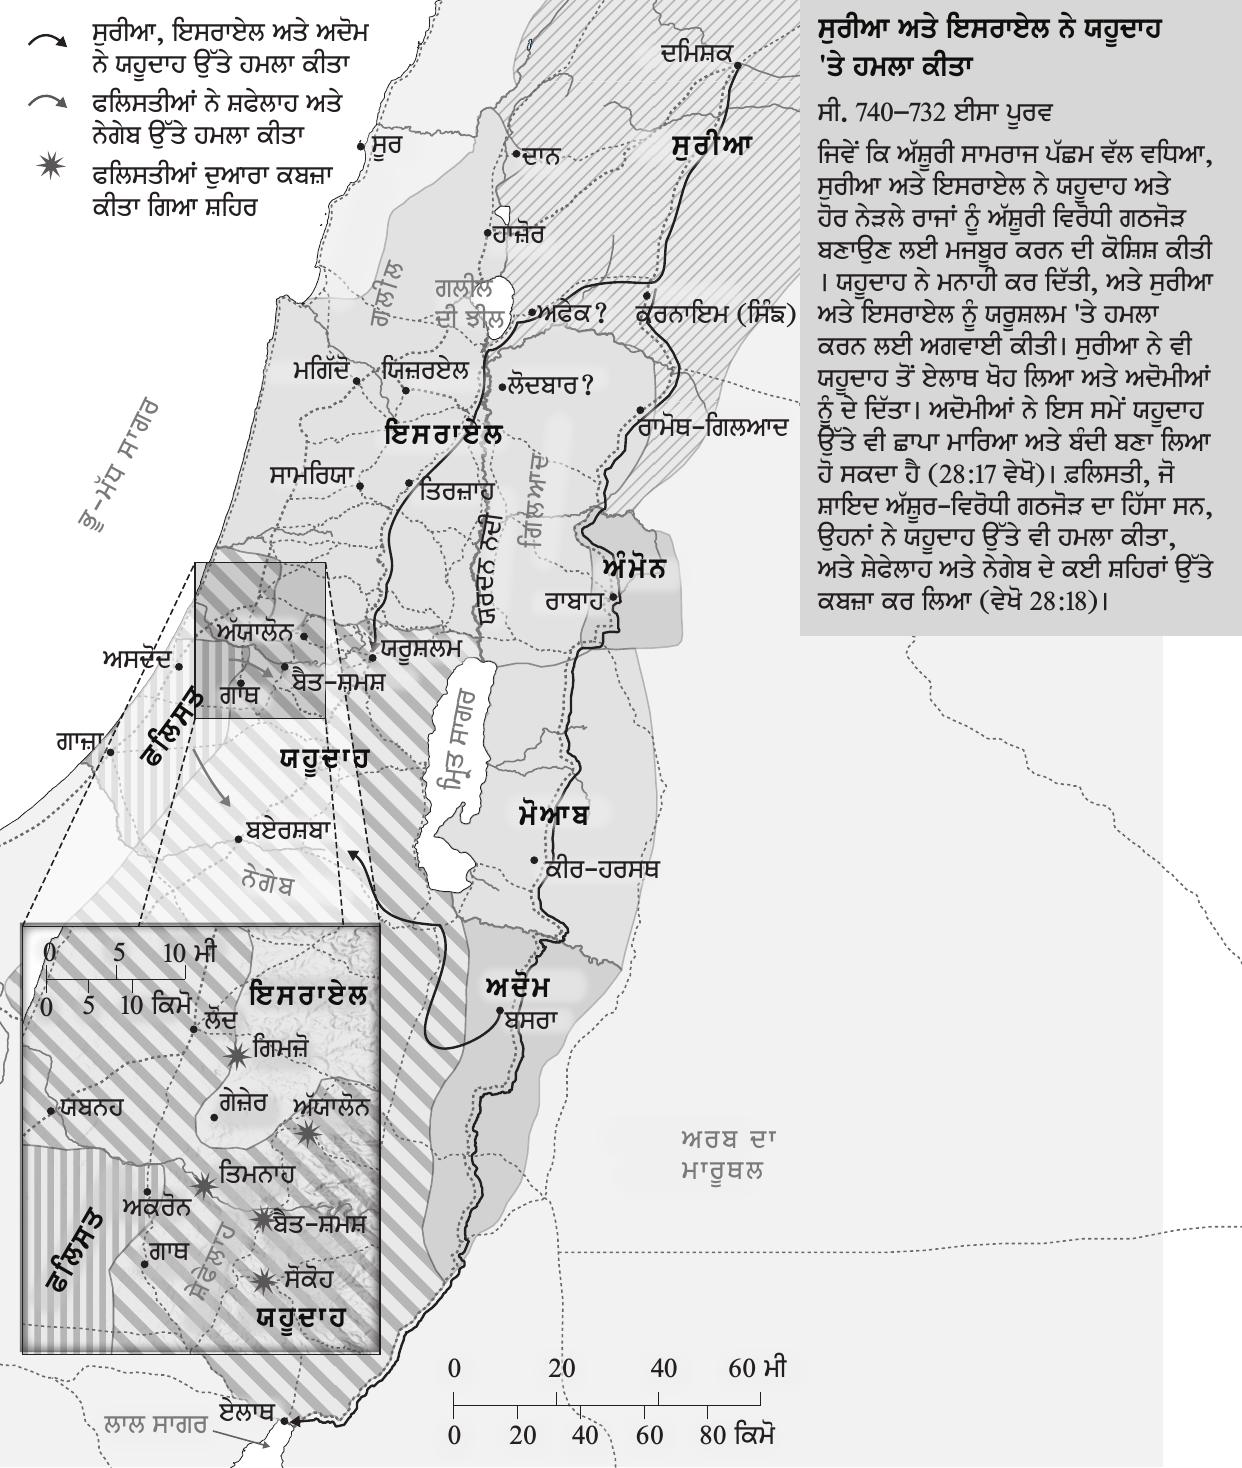 ਸੁਰੀਆ, ਇਸਰਾਏਲ ਅਤੇ ਅਦੋਮ
ਨੇ ਯਹੂਦਾਹ ਉੱਤੇ ਹਮਲਾ ਕੀਤਾ
ਫਲਿਸਤੀਆਂ ਨੇ ਸ਼ਫੇਲਾਹ ਅਤੇ
ਨੇਗੇਬ ਉੱਤੇ ਹਮਲਾ ਕੀਤਾ
ਫਲਿਸਤੀਆਂ ਦੁਆਰਾ ਕਬਜ਼ਾ
ਕੀਤਾ ਗਿਆ ਸ਼ਹਿਰ
ਸੁਰੀਆ ਅਤੇ ਇਸਰਾਏਲ ਨੇ ਯਹੂਦਾਹ
'ਤੇ ਹਮਲਾ ਕੀਤਾ
ਸੀ. 740–732 ਈਸਾ ਪੂਰਵ
ਜਿਵੇਂ ਕਿ ਅੱਸ਼ੂਰੀ ਸਾਮਰਾਜ ਪੱਛਮ ਵੱਲ ਵਧਿਆ,
ਸੁਰੀਆ ਅਤੇ ਇਸਰਾਏਲ ਨੇ ਯਹੂਦਾਹ ਅਤੇ
ਹੋਰ ਨੇੜਲੇ ਰਾਜਾਂ ਨੂੰ ਅੱਸ਼ੂਰੀ ਵਿਰੋਧੀ ਗਠਜੋੜ
ਬਣਾਉਣ ਲਈ ਮਜਬੂਰ ਕਰਨ ਦੀ ਕੋਸ਼ਿਸ਼ ਕੀਤੀ
। ਯਹੂਦਾਹ ਨੇ ਮਨਾਹੀ ਕਰ ਦਿੱਤੀ, ਅਤੇ ਸੁਰੀਆ
ਅਤੇ ਇਸਰਾਏਲ ਨੂੰ ਯਰੂਸ਼ਲਮ 'ਤੇ ਹਮਲਾ
ਕਰਨ ਲਈ ਅਗਵਾਈ ਕੀਤੀ। ਸੁਰੀਆ ਨੇ ਵੀ
ਯਹੂਦਾਹ ਤੋਂ ਏਲਾਥ ਖੋਹ ਲਿਆ ਅਤੇ ਅਦੋਮੀਆਂ
ਨੂੰ ਦੇ ਦਿੱਤਾ। ਅਦੋਮੀਆਂ ਨੇ ਇਸ ਸਮੇਂ ਯਹੂਦਾਹ
ਉੱਤੇ ਵੀ ਛਾਪਾ ਮਾਰਿਆ ਅਤੇ ਬੰਦੀ ਬਣਾ ਲਿਆ
ਹੋ ਸਕਦਾ ਹੈ (28:17 ਵੇਖੋ)। ਫ਼ਲਿਸਤੀ, ਜੋ
ਸ਼ਾਇਦ ਅੱਸ਼ੂਰ–ਵਿਰੋਧੀ ਗਠਜੋੜ ਦਾ ਹਿੱਸਾ ਸਨ,
ਉਹਨਾਂ ਨੇ ਯਹੂਦਾਹ ਉੱਤੇ ਵੀ ਹਮਲਾ ਕੀਤਾ,
ਅਤੇ ਸ਼ੇਫੇਲਾਹ ਅਤੇ ਨੇਗੇਬ ਦੇ ਕਈ ਸ਼ਹਿਰਾਂ ਉੱਤੇ
ਕਬਜ਼ਾ ਕਰ ਲਿਆ (ਵੇਖੋ 28:18)।
ਦਮਿਸ਼ਕ
ਸੂਰ
ਸੁਰੀਆ
ਦਾਨ
ਹਾਜ਼ੋਰ
ਗਲੀਲ
ਗਲੀਲ
ਦੀ ਝੀਲ
ਅਫੇਕ?
ਕਰਨਾਇਮ (ਸਿੰਙ)
ਮਗਿੱਦੋ
ਯਿਜ਼ਰਏਲ
ਲੋਦਬਾਰ?
ਭੂ–ਮੱਧ ਸਾਗਰ
ਇਸਰਾਏਲ
ਰਾਮੋਥ–ਗਿਲਆਦ
ਸਾਮਰਿਯਾ
ਤਿਰਜ਼ਾਹ
ਗਿਲਆਦ
ਯਰਦਨ ਨਦੀ
ਅੰਮੋਨ
ਰਾਬਾਹ
ਅੱਯਾਲੋਨ
ਯਰੂਸ਼ਲਮ
ਅਸਦੋਦ
ਬੈਤ–ਸ਼ਮਸ਼
ਗਾਥ
ਫਲਿਸਤ
ਗਾਜ਼ਾ
ਯਹੂਦਾਹ
ਮ੍ਰਿਤ ਸਾਗਰ
ਮੋਆਬ
ਬਏਰਸ਼ਬਾ
ਕੀਰ–ਹਰਸਥ
ਨੇਗੇਬ
ਅਦੋਮ
ਬਸਰਾ
0 5 10 ਮੀ
0 5 10 ਕਿਮੋ
ਇਸਰਾਏਲ
ਲੋਦ
ਗਿਮਜ਼ੋ
ਯਬਨਹ
ਗੇਜ਼ੇਰ
ਅੱਯਾਲੋਨ
ਤਿਮਨਾਹ
ਅਕਰੋਨ
ਬੈਤ–ਸ਼ਮਸ਼
ਫਲਿਸਤ
ਗਾਥ
ਸ਼ੇਫੇਲਾਹ
ਸੋਕੋਹ
ਯਹੂਦਾਹ
ਅਰਬ ਦਾ
ਮਾਰੂਥਲ
0 20 40 60 ਮੀ
0 20 40 60 80 ਕਿਮੋ
ਏਲਾਥ
ਲਾਲ ਸਾਗਰ